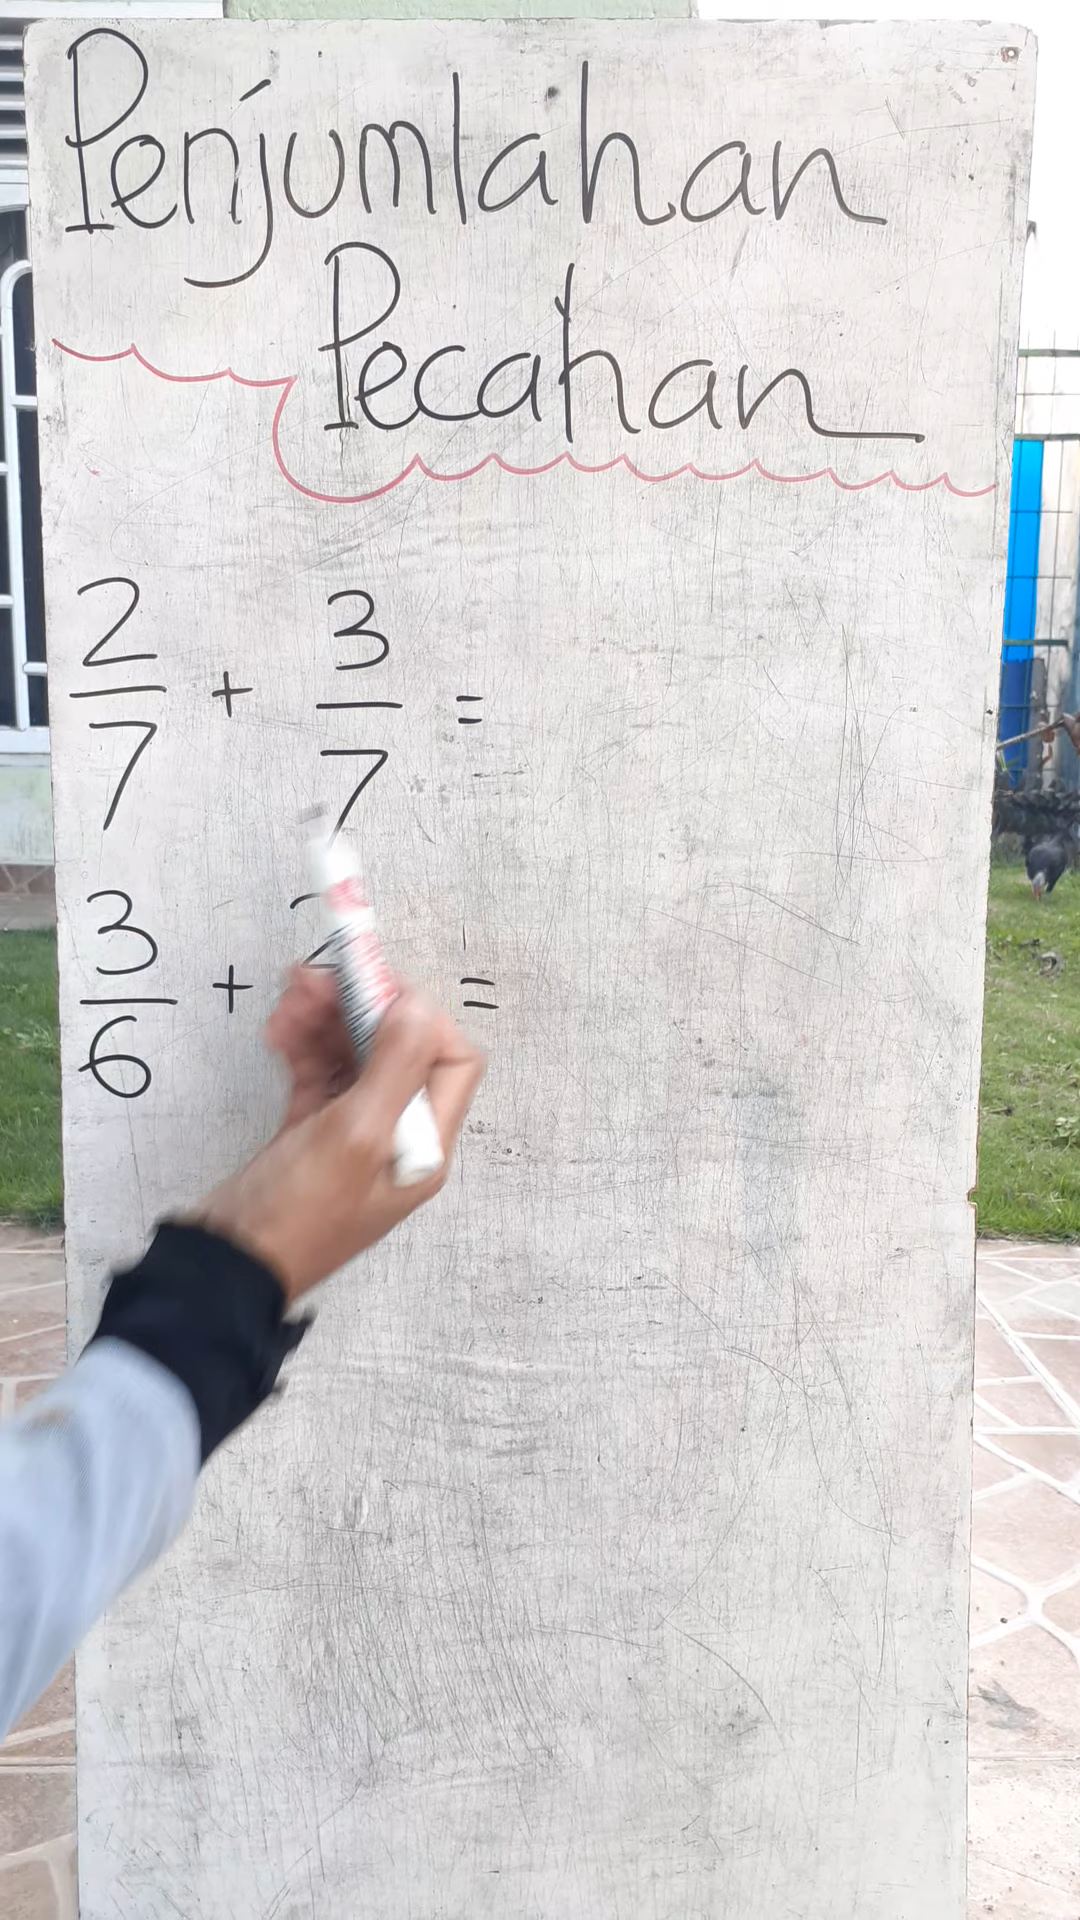 Penjumlahan
Pecahan
2/7 + 3/7 =
3/6 + =